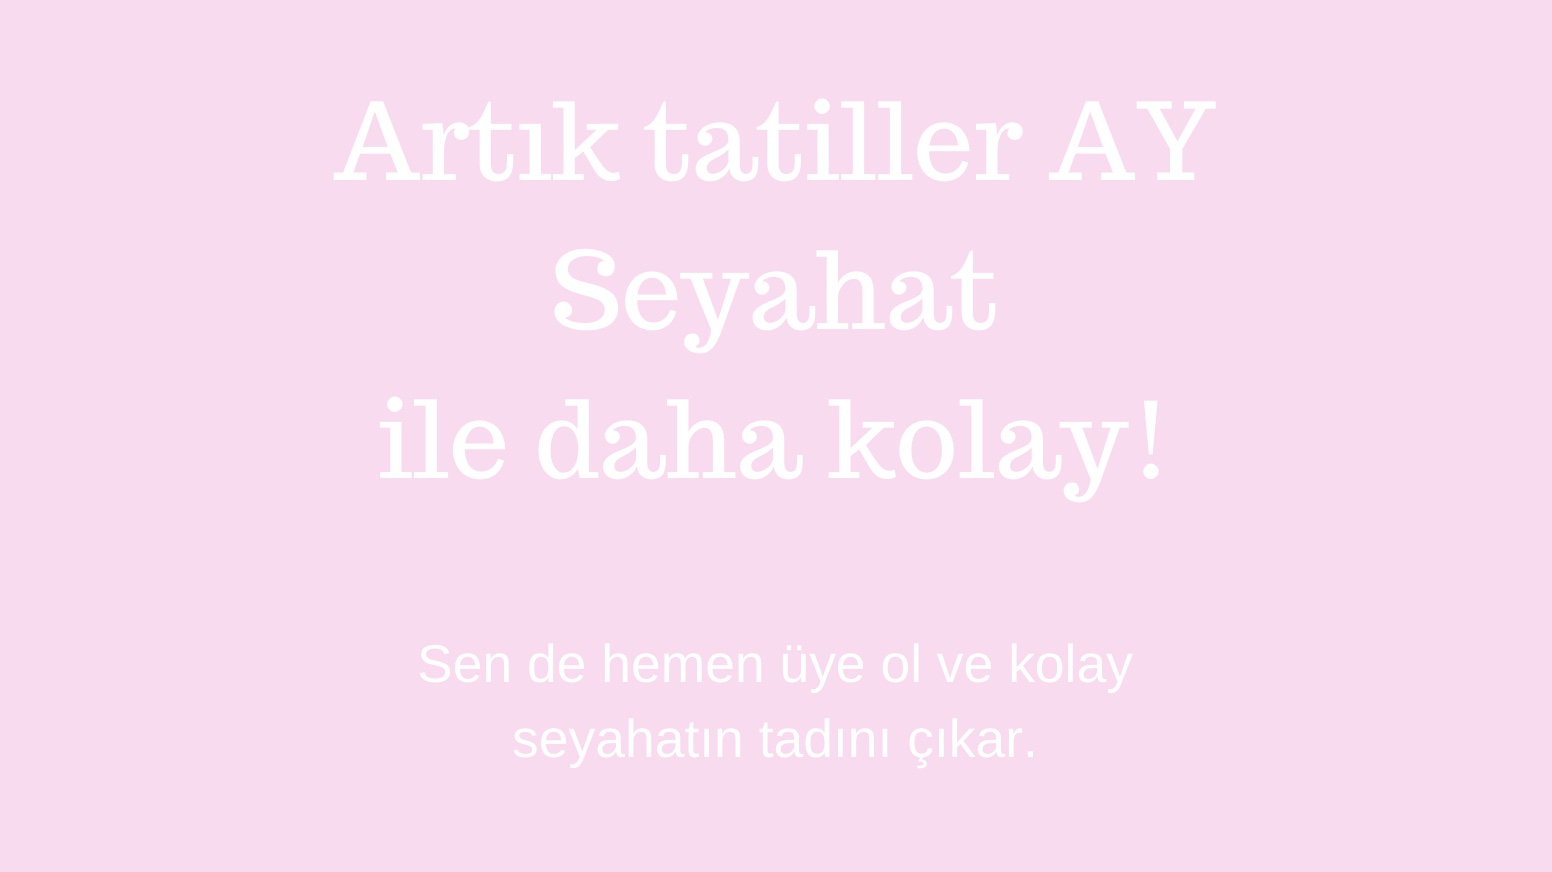 Artık tatiller AY
Seyahat
ile daha kolay!
Sen de hemen üye ol ve kolay
seyahatın tadını çıkar.